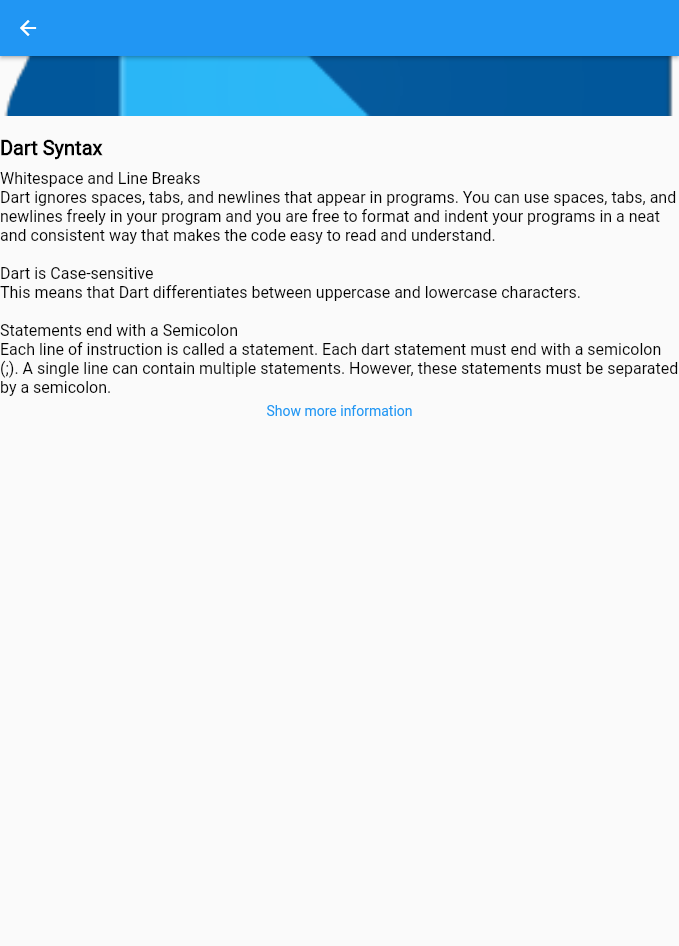 Dart Syntax
Whitespace and Line Breaks
Dart ignores spaces, tabs, and newlines that appear in programs. You can use spaces, tabs, and
newlines freely in your program and you are free to format and indent your programs in a neat
and consistent way that makes the code easy to read and understand.
Dart is Case-sensitive
This means that Dart differentiates between uppercase and lowercase characters.
Statements end with a Semicolon
Each line of instruction is called a statement. Each dart statement must end with a semicolon
(;). A single line can contain multiple statements. However, these statements must be separated
by a semicolon.
Show more information